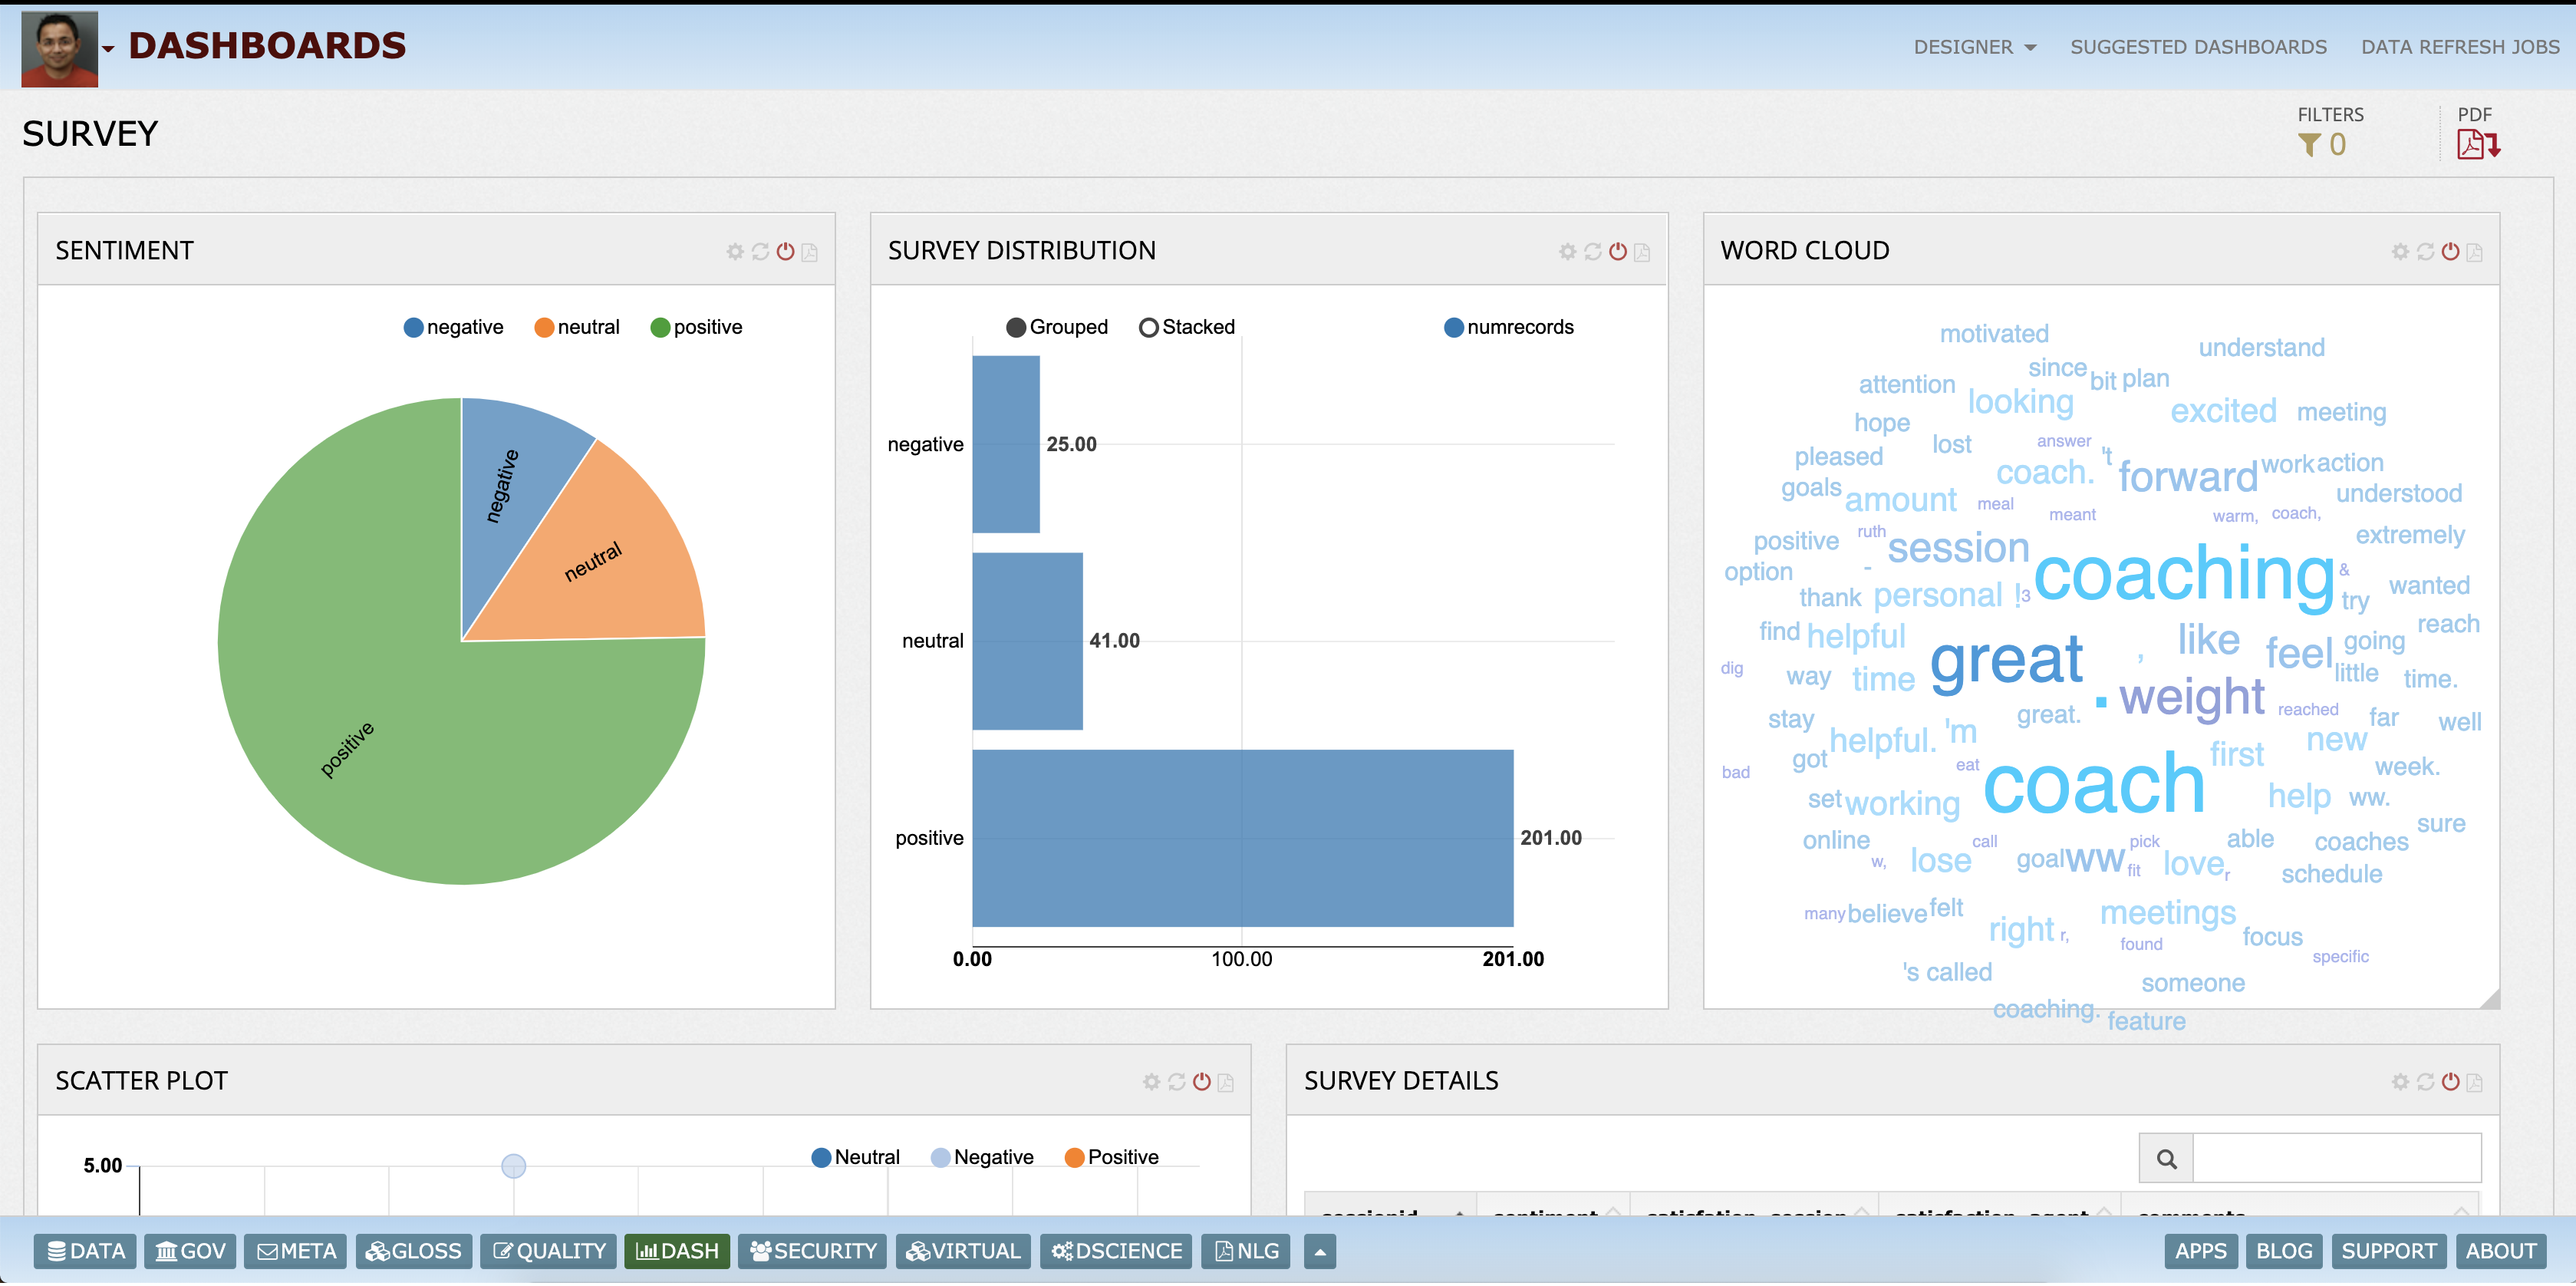 DASHBOARDS
DESIGNER SUGGESTED DASHBOARDS DATA REFRESH JOBS
SURVEY
FILTERS
0
PDF
SENTIMENT
negative neutral positive
negative
neutral
positive
SURVEY DISTRIBUTION
Grouped Stacked numrecords
negative 25.00
neutral 41.00
positive 201.00
0.00 100.00 201.00
WORD CLOUD
motivated
understand
since bit plan
attention looking excited meeting
hope lost answer
pleased coach. 't forward work action
goals amount meal meant understood
warm, coach,
positive ruth session extremely
option - coaching & wanted
thank personal ! 3 try
find helpful like feel going reach
dig way time great , little time.
. weight reached
stay great. far well
helpful. 'm first new
got eat week.
bad coach
set working help ww.
online call pick able coaches sure
w, lose goal ww fit love r schedule
many believe felt meetings
right r, found focus
specific
's called someone
coaching. feature
SCATTER PLOT
Neutral Negative Positive
5.00
SURVEY DETAILS
sessionid sentiment satisfation_session satisfaction_agent comments
DATA GOV META GLOSS QUALITY DASH SECURITY VIRTUAL DSCIENCE NLG APPS BLOG SUPPORT ABOUT